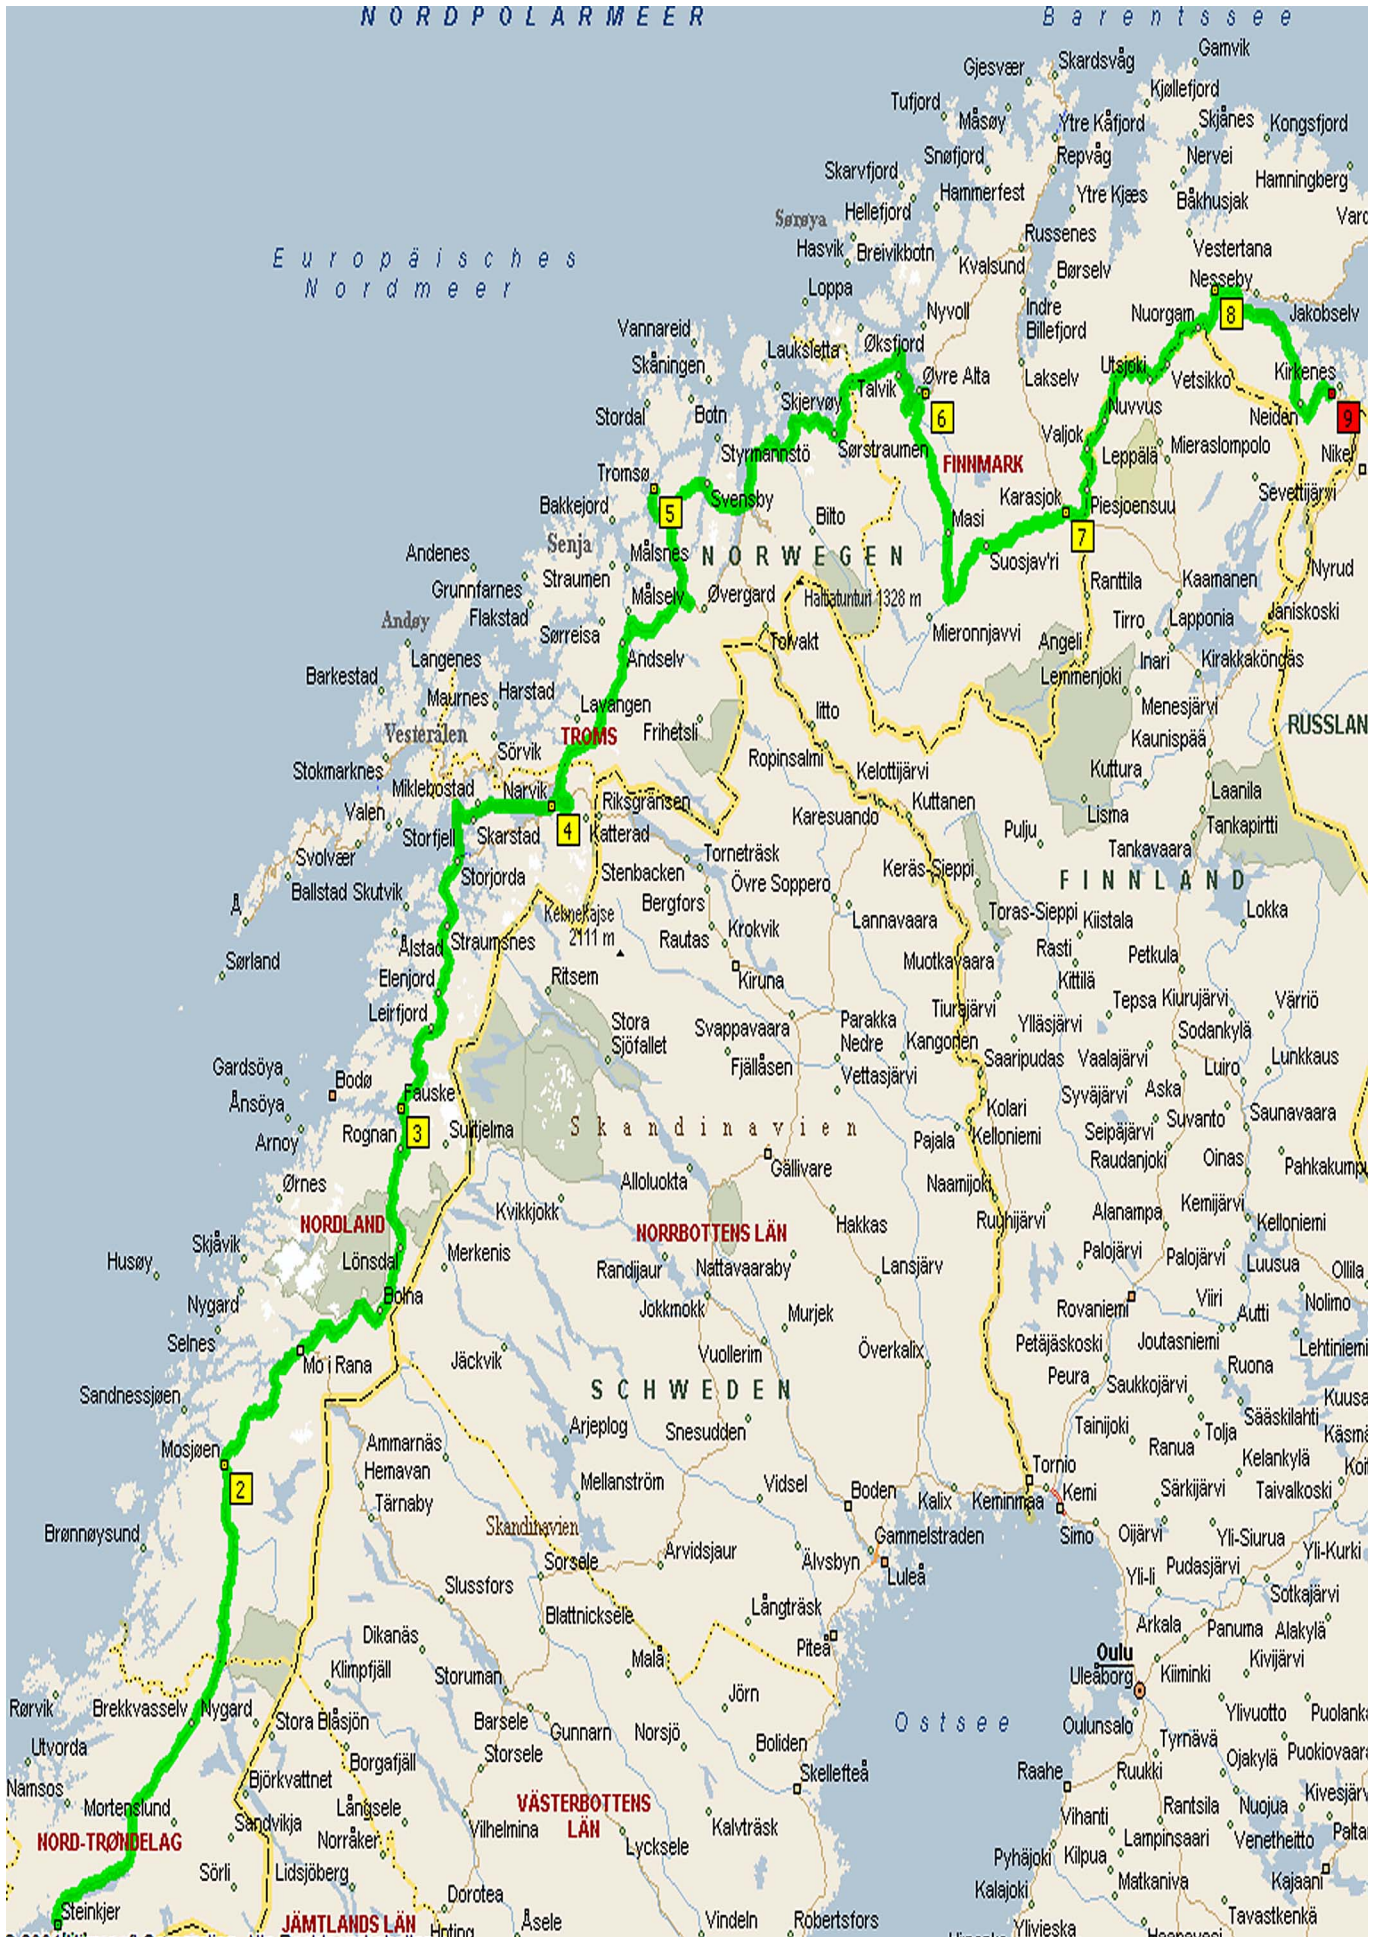 NORDPOLARMEER
Barentssee
Gamvik
Skardsvåg
Gjesvær
Kjøllefjord
Tufjord
Måsøy
Ytre Kåfjord
Skjånes
Kongsfjord
Snøfjord
Repvåg
Nervei
Skarvfjord
Hammerfest
Ytre Kjæs
Båkhusjak
Hamningberg
Sørøya
Hellefjord
Vard
Hasvik
Breivikbotn
Russenes
Vestertana
Europäisches
Nordmeer
Kvalsund
Børselv
Nesseby
Loppa
Nyvoll
Indre
Billefjord
Nuorgam
8
Jakobselv
Vannareid
Lauksletta
Øksfjord
Skåningen
Talvik
Øvre Alta
Lakselv
Utsjoki
Vetsikko
Kirkenes
Stordal
Botn
Skjervøy
6
Nuvvus
Neiden
9
Styrmannstö
Sørstraumen
Valjok
Mieraslompolo
Nikel
Tromsø
FINNMARK
Leppälä
Svensby
Karasjok
Piesjoensuu
Sevettijärvi
Bakkejord
5
Bilto
Masi
7
Andenes
Senja
Målsnes
NORWEGEN
Suosjav'ri
Nyrud
Grunnfarnes
Straumen
Ranttila
Kaamanen
Flakstad
Målselv
Øvergard
Haltiatunturi 1328 m
Tirro
Lapponia
Janiskoski
Andøy
Sørreisa
Tolvakt
Mieronnjavvi
Angeli
Inari
Kirakkaköngäs
Langenes
Andselv
Barkestad
Lemmenjoki
Maurnes
Harstad
Lavangen
Iitto
Menesjärvi
Vesterålen
TROMS
Frihetsli
Kaunispää
RUSSLAN
Sörvik
Ropinsalmi
Stokmarknes
Kelottijärvi
Kuttura
Miklebostad
Narvik
Riksgränsen
Kuttanen
Laanila
Valen
Karesuando
Lisma
Storfjell
Skarstad
4
Katterad
Pulju
Tankapirtti
Svolvær
Torneträsk
Keräs-Sieppi
Tankavaara
Ballstad
Skutvik
Storjorda
Stenbacken
Övre Soppero
FINNLAND
Å
Kebnekajse
2111 m
Bergfors
Lannavaara
Toras-Sieppi
Kiistala
Lokka
Ålstad
Straumsnes
Rautas
Krokvik
Rasti
Petkula
Sørland
Elenjord
Ritsem
Kiruna
Muotkavaara
Kittilä
Leirfjord
Stora
Sjöfallet
Svappavaara
Parakka
Nedre
Tiurajärvi
Tepsa
Kiurujärvi
Värriö
Ylläsjärvi
Sodankylä
Gardsöya
Fjällåsen
Kangonen
Saaripudas
Vaalajärvi
Luiro
Lunkkaus
Bodø
Fauske
Vettasjärvi
Aska
Ånsöya
Kolari
Syväjärvi
Suvanto
Saunavaara
Arnoy
Rognan
3
Sulitjelma
Skandinavien
Pajala
Kelloniemi
Seipäjärvi
Raudanjoki
Oinas
Pahkakumpu
Ørnes
Gällivare
Alloluokta
Naamijoki
NORDLAND
Kvikkjokk
Hakkas
Ruuhijärvi
Alanampa
Kemijärvi
Kelloniemi
Skjåvik
Lönsdal
Merkenis
NORRBOTTENS LÄN
Husøy
Randijaur
Nattavaaraby
Lansjärv
Palojärvi
Palojärvi
Luusua
Ollila
Nygard
Bolna
Jokkmokk
Murjek
Rovaniemi
Viiri
Autti
Nolimo
Selnes
Mo i Rana
Jäckvik
Vuollerim
Överkalix
Petäjäskoski
Joutasniemi
Lehtiniemi
Sandnessjøen
SCHWEDEN
Peura
Saukkojärvi
Ruona
Kuusa
Arjeplog
Snesudden
Tainijoki
Tolja
Sääskilahti
Mosjøen
Ammarnäs
Ranua
Kelankylä
Käsmä
2
Hemavan
Mellanström
Vidsel
Boden
Tornio
Koi
Tärnaby
Kalix
Keminmaa
Kemi
Särkijärvi
Taivalkoski
Brønnøysund
Skandinavien
Gammelstraden
Simo
Oijärvi
Yli-Siurua
Yli-Kurki
Sorsele
Arvidsjaur
Älvsbyn
Luleå
Yli-Ii
Pudasjärvi
Slussfors
Sotkajärvi
Blattnicksele
Långträsk
Arkala
Panuma
Alakylä
Dikanäs
Piteå
Oulu
Klimpfjäll
Storuman
Malå
Uleåborg
Kiiminki
Kivijärvi
Rørvik
Brekkvasselv
Nygard
Jörn
Ostsee
Ylivuotto
Puolanka
Utvorda
Stora Blåsjön
Barsele
Gunnarn
Norsjö
Oulunsalo
Tyrnävä
Borgafjäll
Storsele
Boliden
Ojakylä
Puokiovaara
Namsos
Björkvattnet
Skellefteå
Raahe
Ruukki
Kivesjärv
Mortenslund
Långsele
VÄSTERBOTTENS
LÄN
Vihanti
Rantsila
Nuojua
NORD-TRØNDELAG
Sandvikja
Norråker
Vilhelmina
Lycksele
Kalvträsk
Lampinsaari
Venetheitto
Palta
Sörli
Lidsjöberg
Pyhäjoki
Kilpua
Matkaniva
Kajaani
Steinkjer
Dorotea
Kalajoki
JÄMTLANDS LÄN
Hoting
Åsele
Vindeln
Robertsfors
Ylivieska
Tavastkenkä
Haapavesi